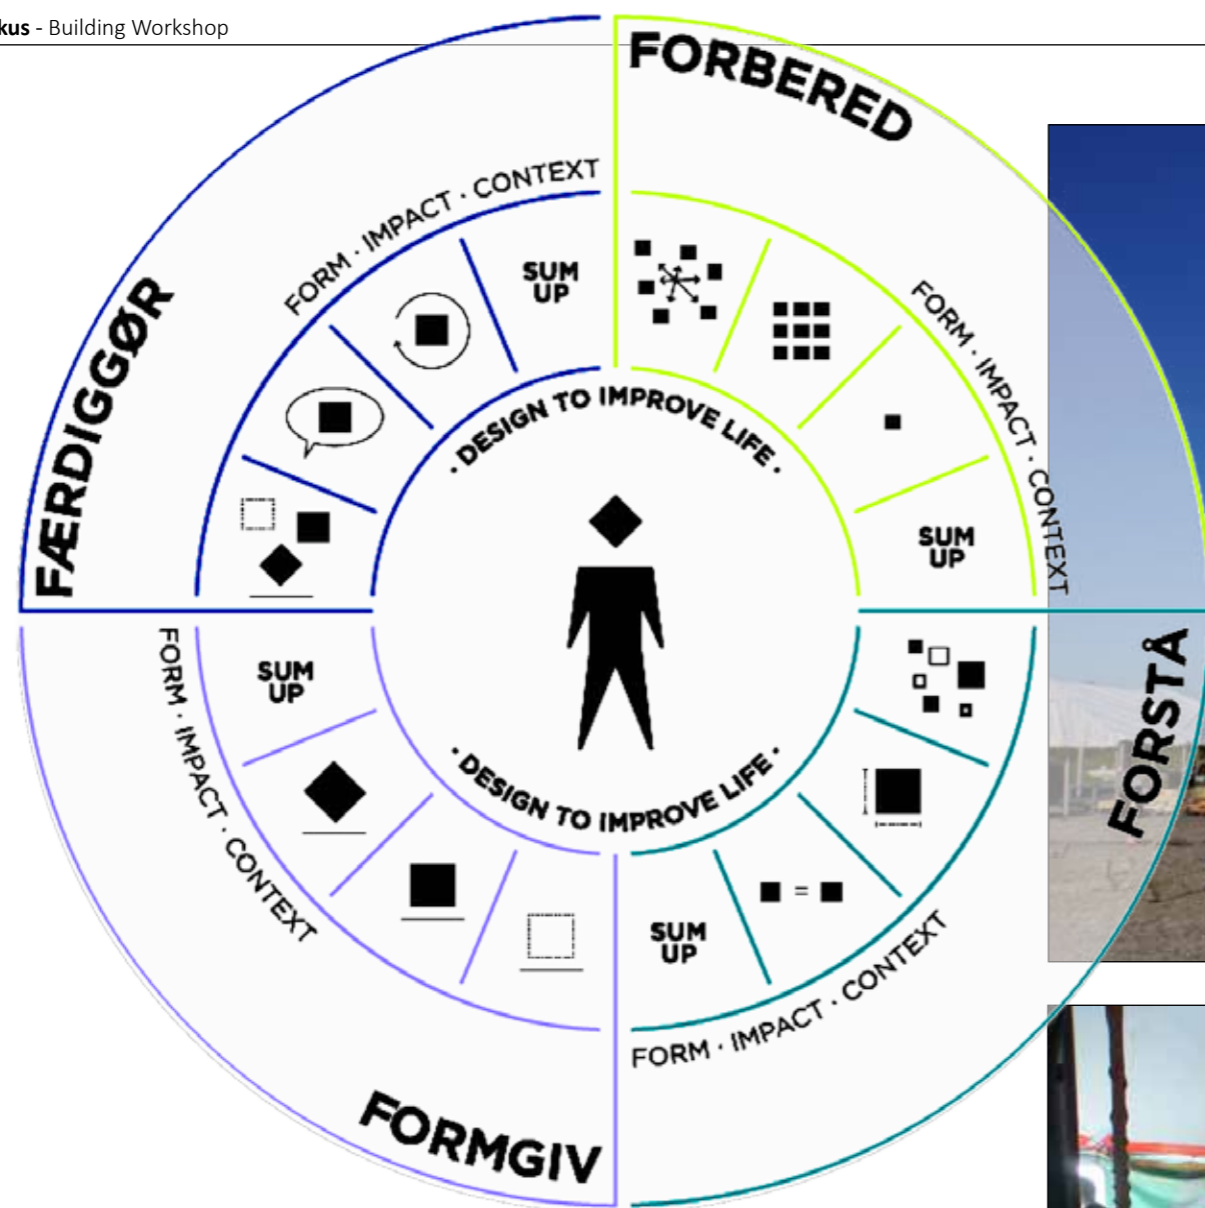 kus - Building Workshop
FORBERED
FORM · IMPACT · CONTEXT
SUM
UP
FORSTÅ
FORM · IMPACT · CONTEXT
SUM
UP
FORMGIV
FORM · IMPACT · CONTEXT
SUM
UP
FÆRDIGGØR
FORM · IMPACT · CONTEXT
SUM
UP
· DESIGN TO IMPROVE LIFE ·
· DESIGN TO IMPROVE LIFE ·